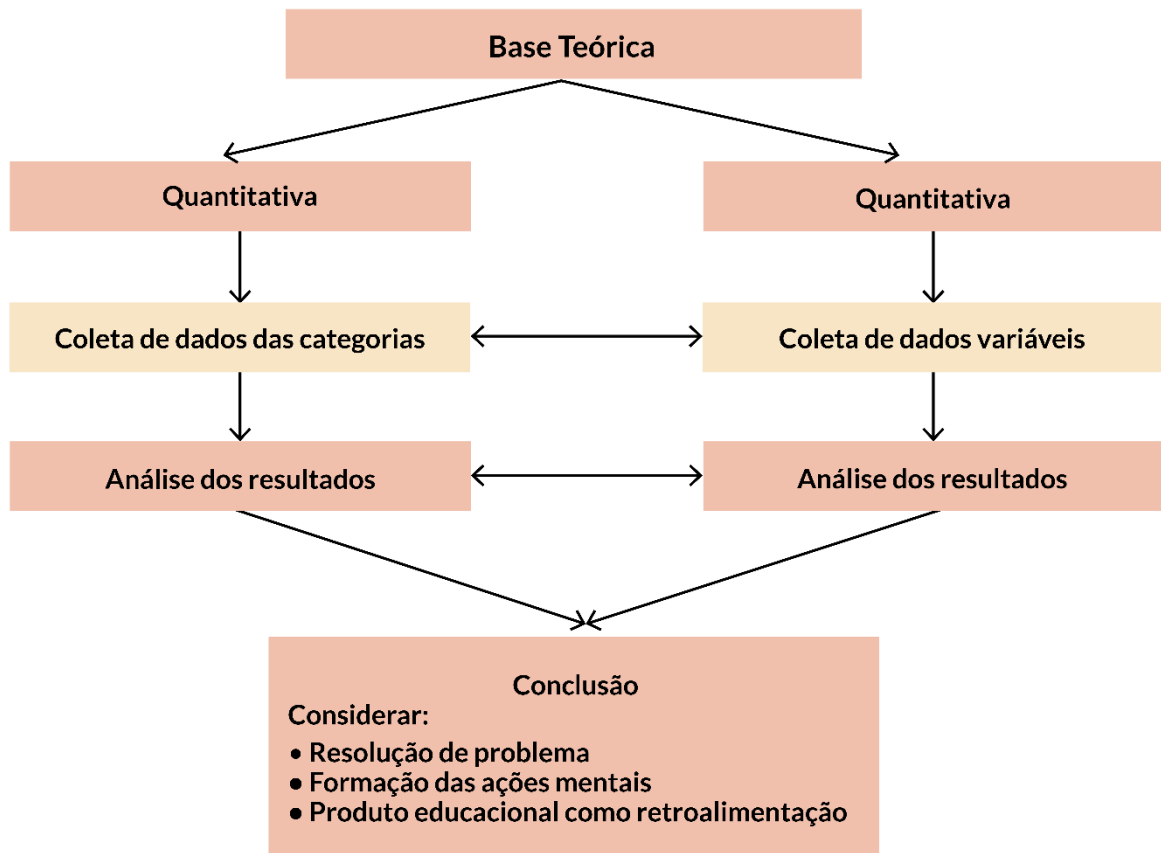 Base Teórica
Quantitativa
Quantitativa
Coleta de dados das categorias
Coleta de dados variáveis
Análise dos resultados
Análise dos resultados
Conclusão
Considerar:
• Resolução de problema
• Formação das ações mentais
• Produto educacional como retroalimentação